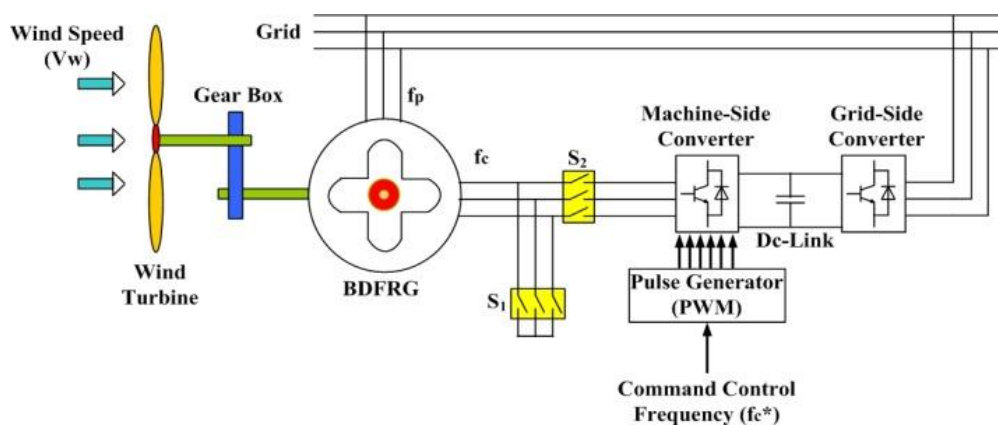 Wind Speed
(Vw)
Grid
Gear Box
fp
fc
S2
Machine-Side
Converter
Grid-Side
Converter
Dc-Link
Wind
Turbine
BDFRG
S1
Pulse Generator
(PWM)
Command Control
Frequency (fc*)